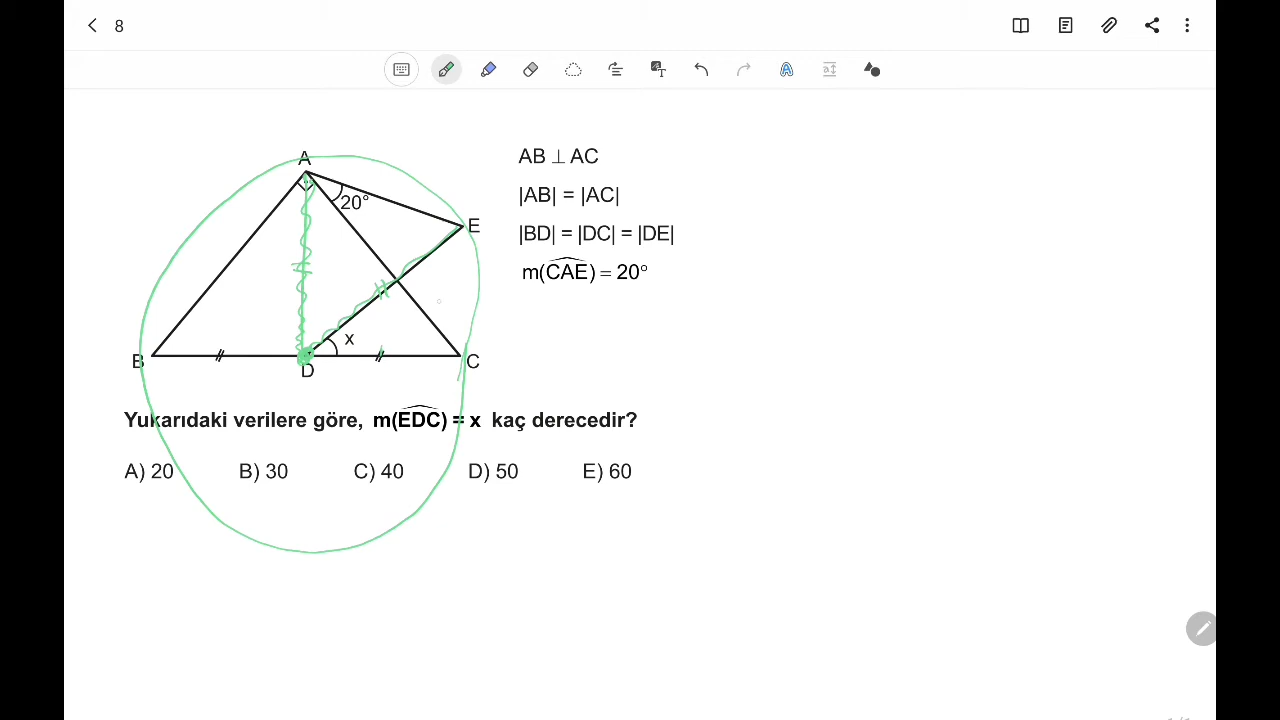 8
A
20°
E
x
B
D
C
AB ⊥ AC
|AB| = |AC|
|BD| = |DC| = |DE|
m(CAE) = 20°
Yukarıdaki verilere göre, m(EDC) = x kaç derecedir?
A) 20 B) 30 C) 40 D) 50 E) 60